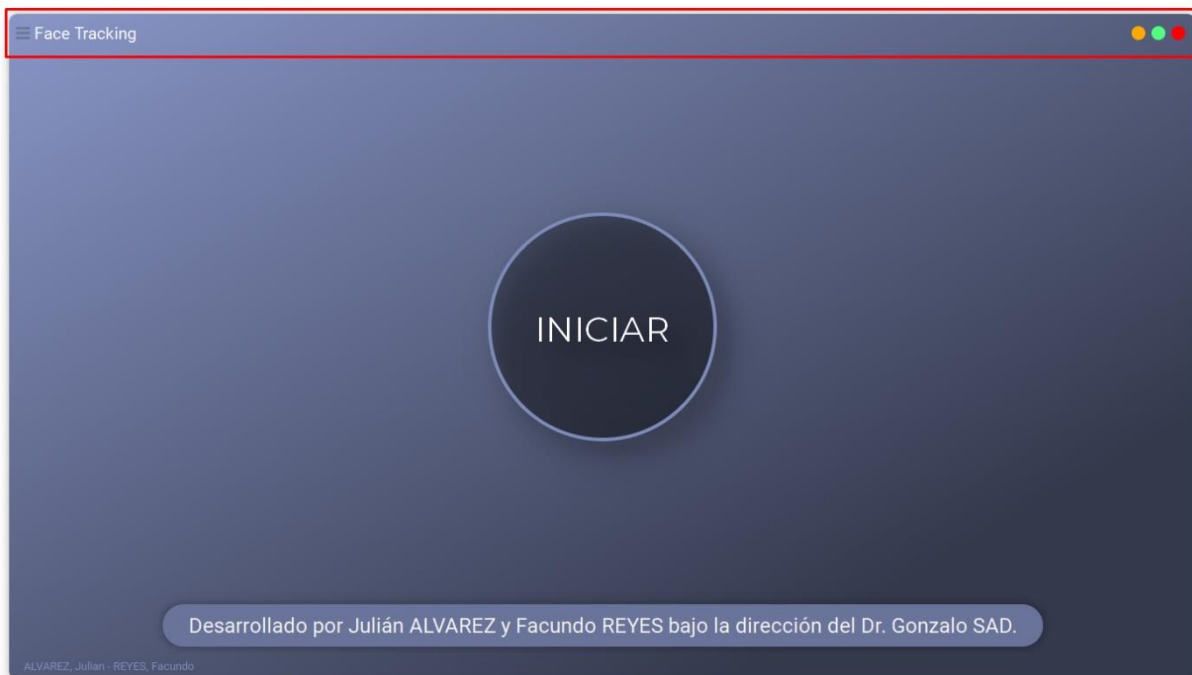 Face Tracking
INICIAR
Desarrollado por Julián ALVAREZ y Facundo REYES bajo la dirección del Dr. Gonzalo SAD.
ALVAREZ, Julian - REYES, Facundo